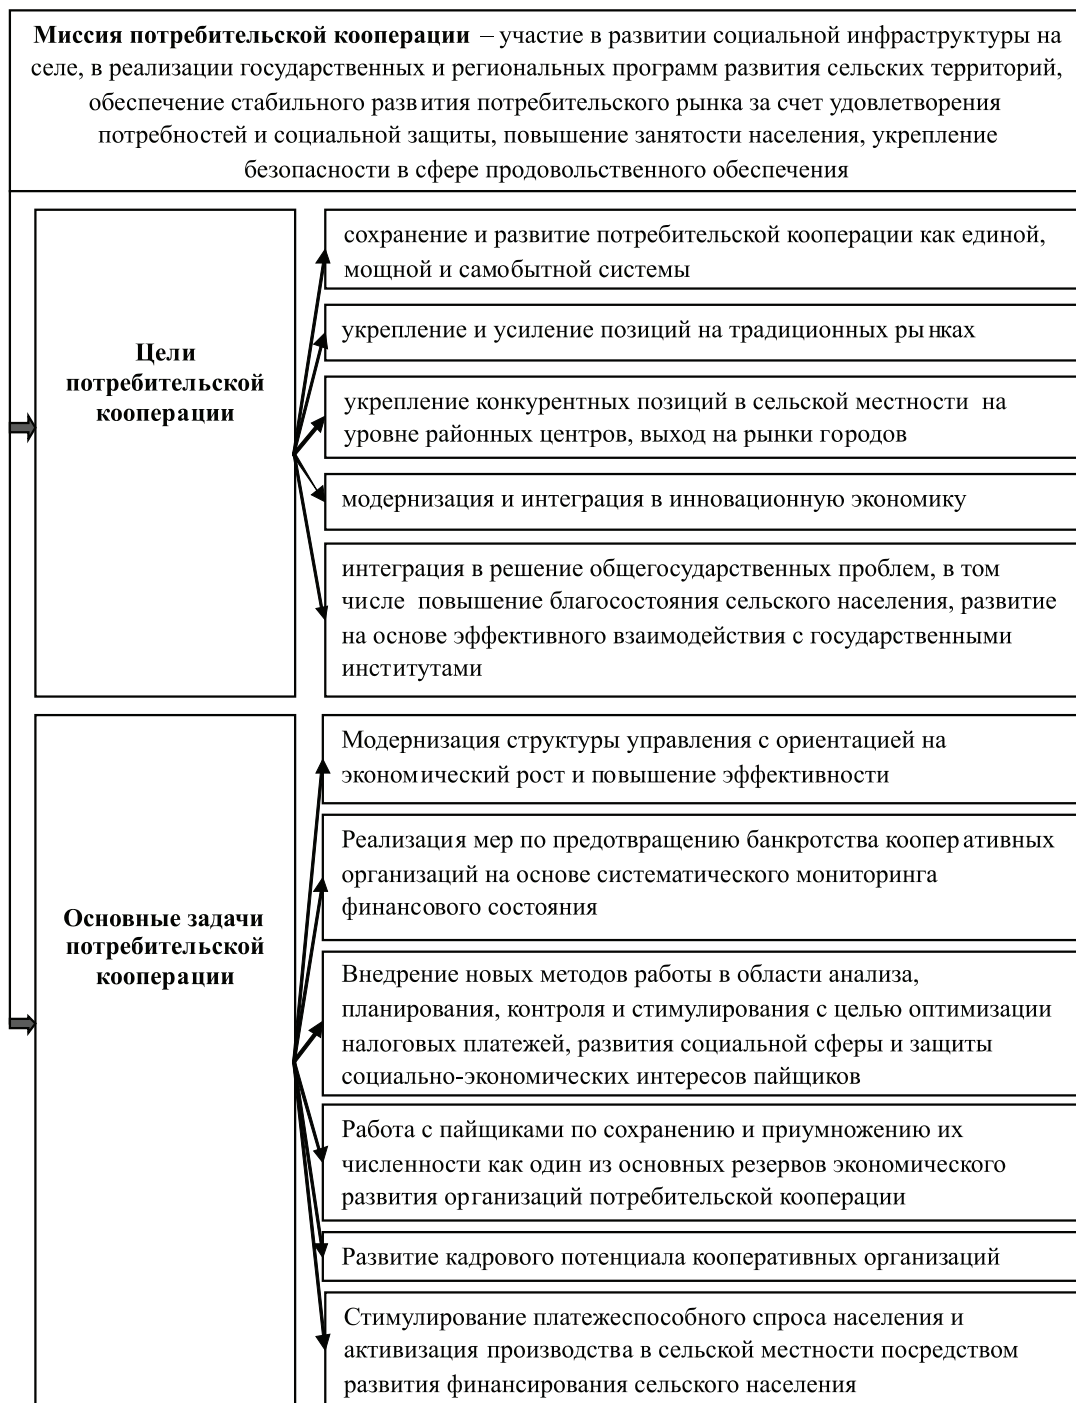 Миссия потребительской кооперации – участие в развитии социальной инфраструктуры на
селе, в реализации государственных и региональных программ развития сельских территорий,
обеспечение стабильного развития потребительского рынка за счет удовлетворения
потребностей и социальной защиты, повышение занятости населения, укрепление
безопасности в сфере продовольственного обеспечения
Цели
потребительской
кооперации
сохранение и развитие потребительской кооперации как единой,
мощной и самобытной системы
укрепление и усиление позиций на традиционных рынках
укрепление конкурентных позиций в сельской местности на
уровне районных центров, выход на рынки городов
модернизация и интеграция в инновационную экономику
интеграция в решение общегосударственных проблем, в том
числе повышение благосостояния сельского населения, развитие
на основе эффективного взаимодействия с государственными
институтами
Основные задачи
потребительской
кооперации
Модернизация структуры управления с ориентацией на
экономический рост и повышение эффективности
Реализация мер по предотвращению банкротства кооперативных
организаций на основе систематического мониторинга
финансового состояния
Внедрение новых методов работы в области анализа,
планирования, контроля и стимулирования с целью оптимизации
налоговых платежей, развития социальной сферы и защиты
социально-экономических интересов пайщиков
Работа с пайщиками по сохранению и приумножению их
численности как один из основных резервов экономического
развития организаций потребительской кооперации
Развитие кадрового потенциала кооперативных организаций
Стимулирование платежеспособного спроса населения и
активизация производства в сельской местности посредством
развития финансирования сельского населения